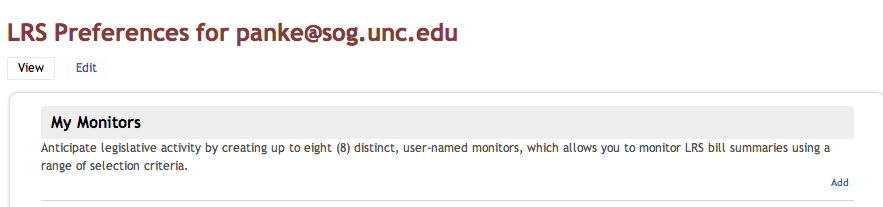 LRS Preferences for panke@sog.unc.edu
View Edit
My Monitors
Anticipate legislative activity by creating up to eight (8) distinct, user-named monitors, which allows you to monitor LRS bill summaries using a
range of selection criteria.
Add